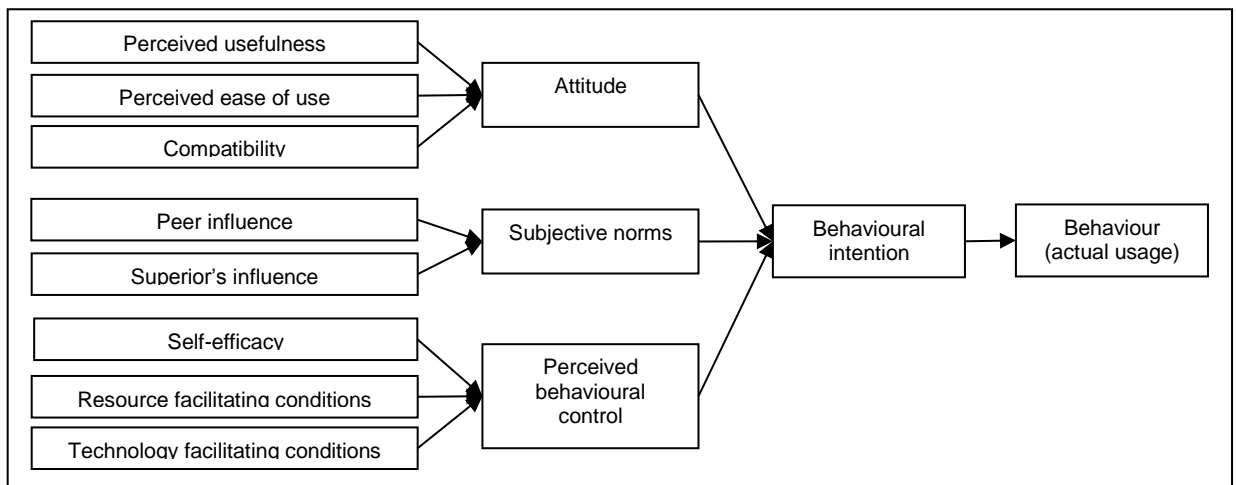 Perceived usefulness
Perceived ease of use
Compatibility
Attitude
Peer influence
Superior's influence
Subjective norms
Self-efficacy
Resource facilitating conditions
Technology facilitating conditions
Perceived
behavioural
control
Behavioural
intention
Behaviour
(actual usage)